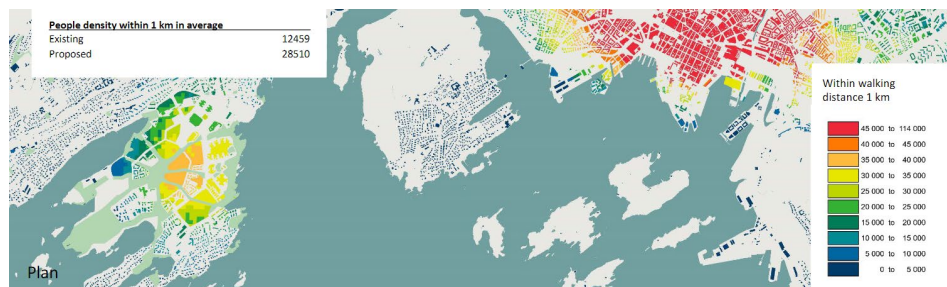 People density within 1 km in average
Existing 12459
Proposed 28510
Within walking
distance 1 km
45 000 to 114 000
40 000 to 45 000
35 000 to 40 000
30 000 to 35 000
25 000 to 30 000
20 000 to 25 000
15 000 to 20 000
10 000 to 15 000
5 000 to 10 000
0 to 5 000
Plan